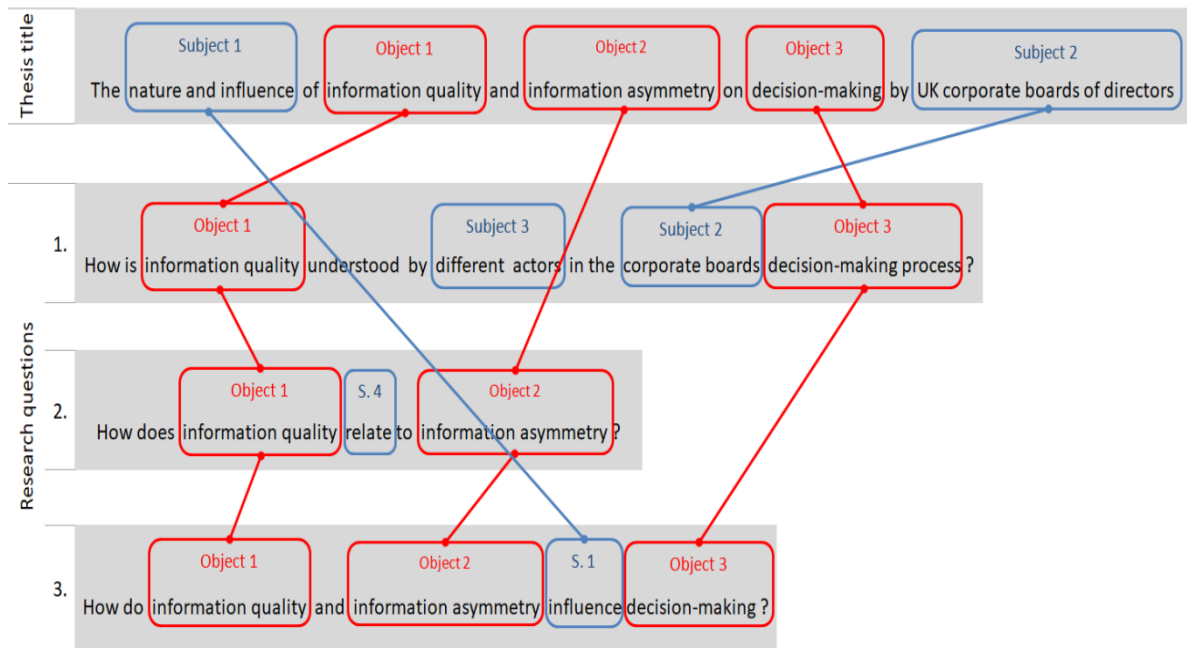 Thesis title
Subject 1 Object 1 Object 2 Object 3 Subject 2
The nature and influence of information quality and information asymmetry on decision-making by UK corporate boards of directors
Research questions
Object 1 Subject 3 Subject 2 Object 3
1.
How is information quality understood by different actors in the corporate boards decision-making process ?
Object 1 S. 4 Object 2
2.
How does information quality relate to information asymmetry ?
Object 1 Object 2 S. 1 Object 3
3.
How do information quality and information asymmetry influence decision-making ?